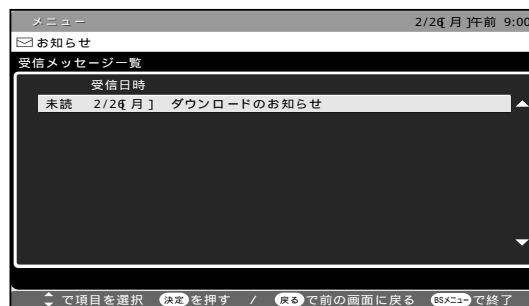 メニュー 2/26[月]午前 9:00
お知らせ
受信メッセージ一覧
受信日時
未読 2/26[月] ダウンロードのお知らせ
で項目を選択 決定を押す / 戻るで前の画面に戻る BSメニューで終了